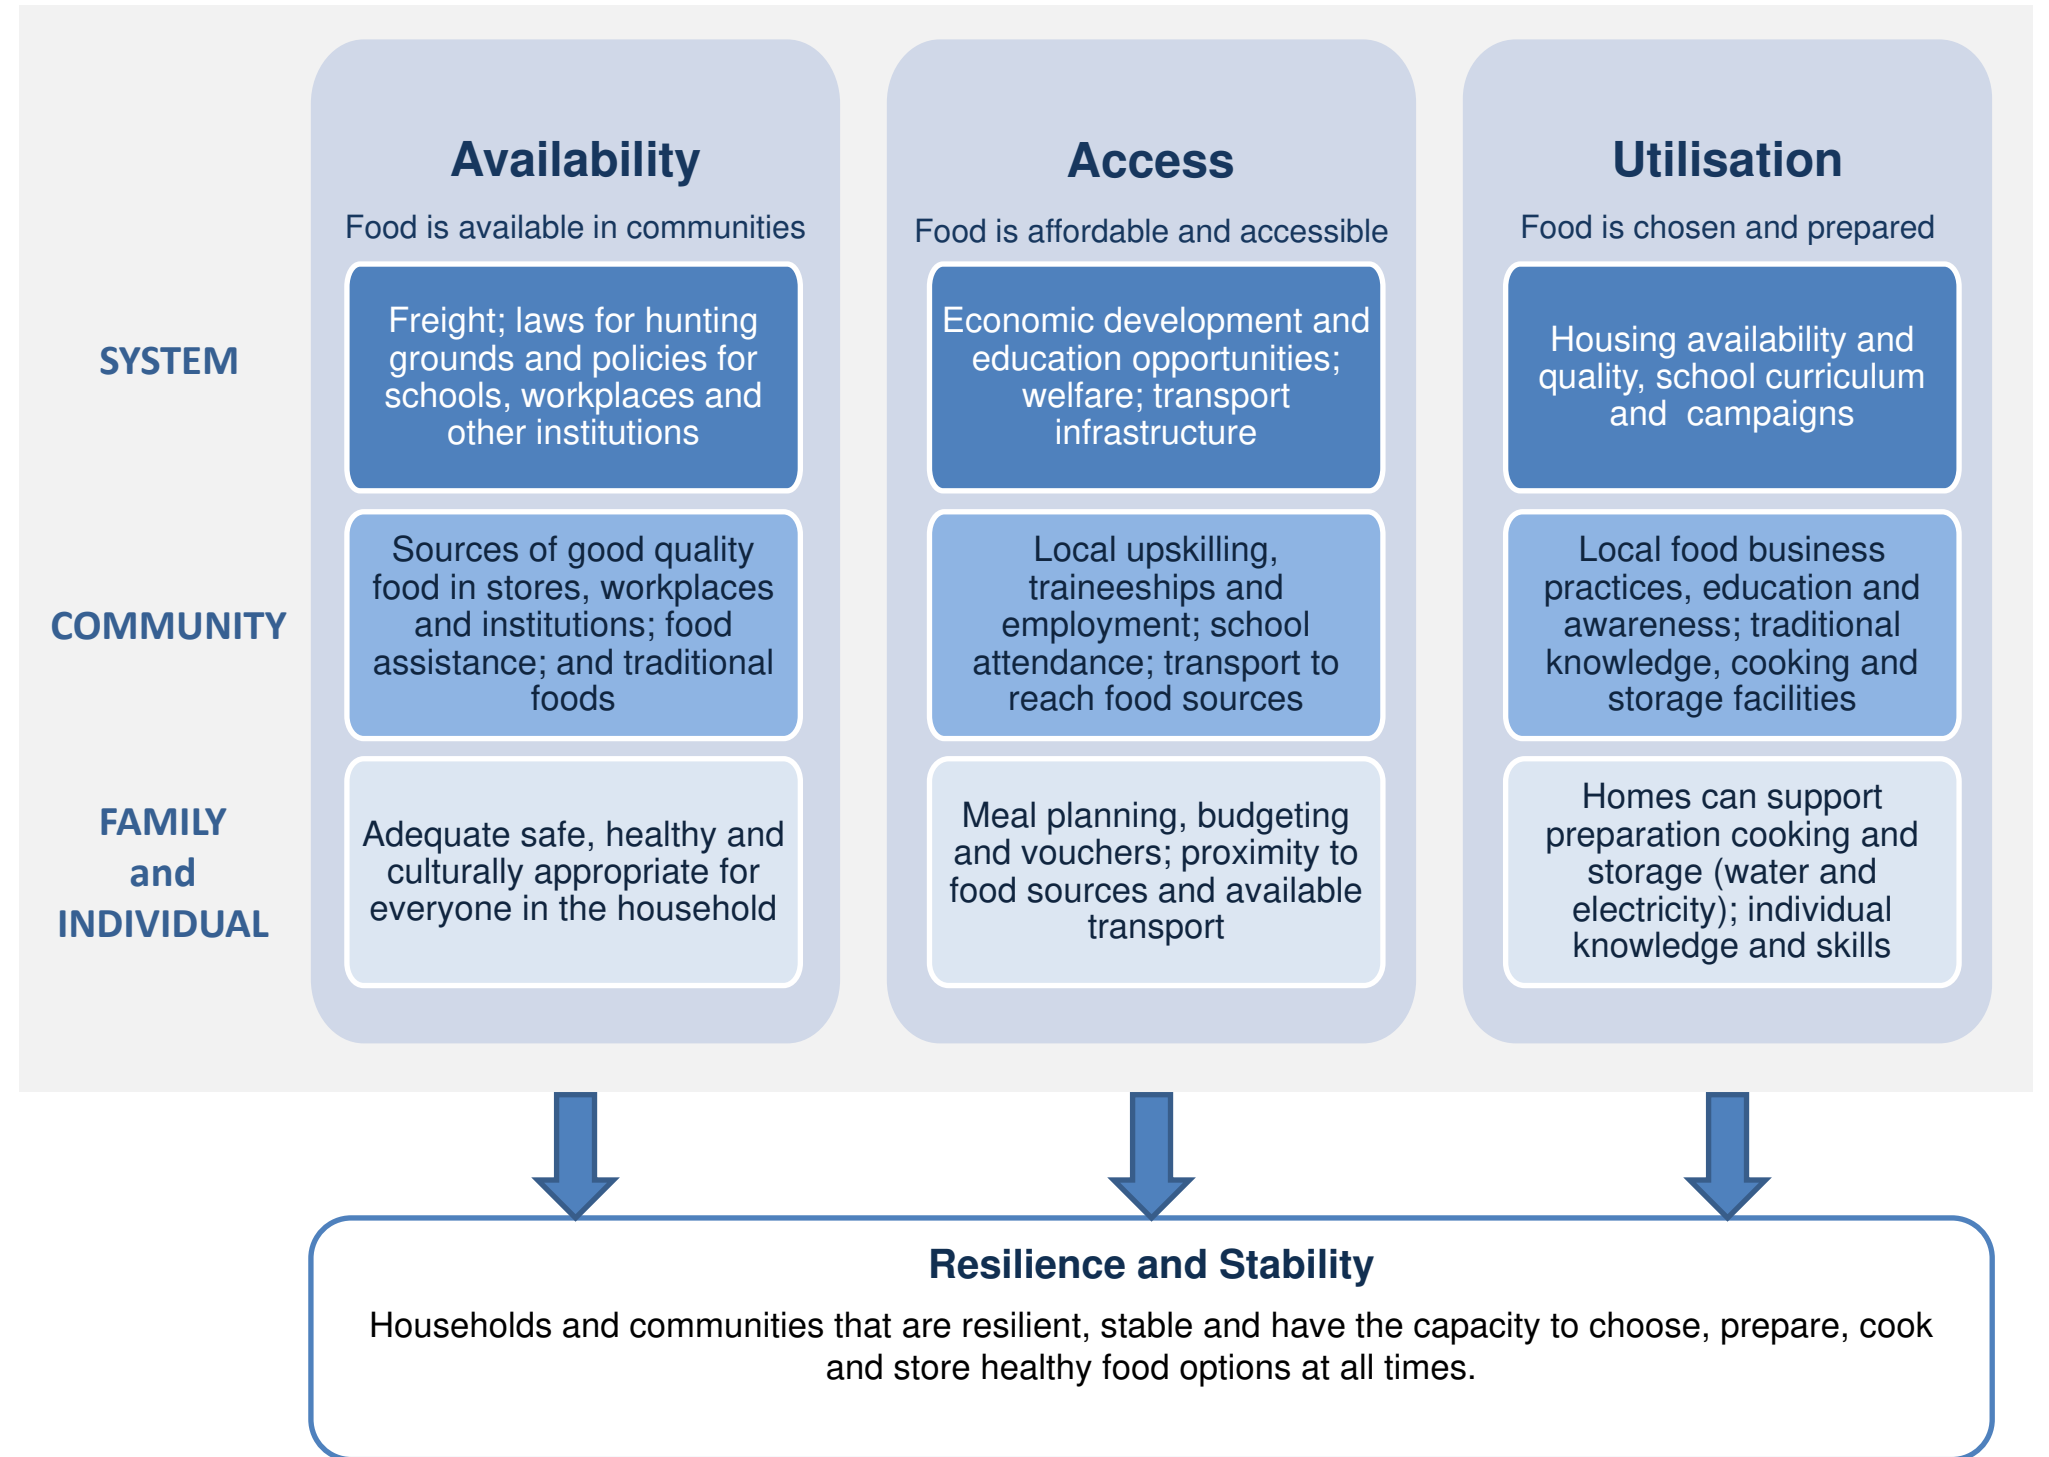 Availability
Food is available in communities
Access
Food is affordable and accessible
Utilisation
Food is chosen and prepared
SYSTEM
Freight; laws for hunting
grounds and policies for
schools, workplaces and
other institutions
Economic development and
education opportunities;
welfare; transport
infrastructure
Housing availability and
quality, school curriculum
and  campaigns
COMMUNITY
Sources of good quality
food in stores, workplaces
and institutions; food
assistance; and traditional
foods
Local upskilling,
traineeships and
employment; school
attendance; transport to
reach food sources
Local food business
practices, education and
awareness; traditional
knowledge, cooking and
storage facilities
FAMILY
and
INDIVIDUAL
Adequate safe, healthy and
culturally appropriate for
everyone in the household
Meal planning, budgeting
and vouchers; proximity to
food sources and available
transport
Homes can support
preparation cooking and
storage (water and
electricity); individual
knowledge and skills
Resilience and Stability
Households and communities that are resilient, stable and have the capacity to choose, prepare, cook
and store healthy food options at all times.